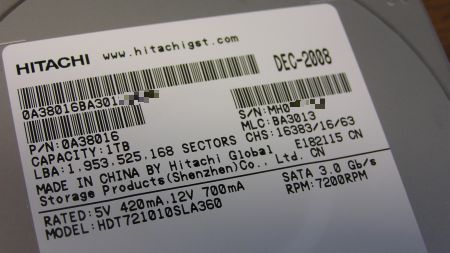 HITACHI www.hitachigst.com DEC-2008
0A38016BA301
S/N:MH0
P/N:0A38016 MLC:BA3013
CAPACITY:1TB CHS:16383/16/63
LBA:1,953,525,168 SECTORS E182115 CN
MADE IN CHINA BY Hitachi Global
Storage Products(Shenzhen)Co., Ltd. CN
SATA 3.0 Gb/s
RATED:5V 420mA,12V 700mA RPM:7200RPM
MODEL:HDT721010SLA360